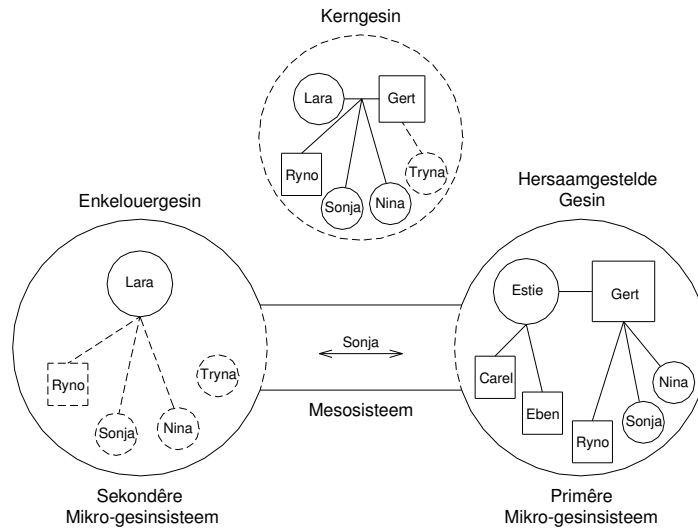 Kerngesin
Lara
Gert
Ryno
Tryna
Sonja
Nina
Enkelouergesin
Lara
Ryno
Tryna
Sonja
Nina
Sonja
Mesosisteem
Hersaamgestelde
Gesin
Estie
Gert
Carel
Nina
Eben
Sonja
Ryno
Sekondêre
Mikro-gesinsisteem
Primêre
Mikro-gesinsisteem